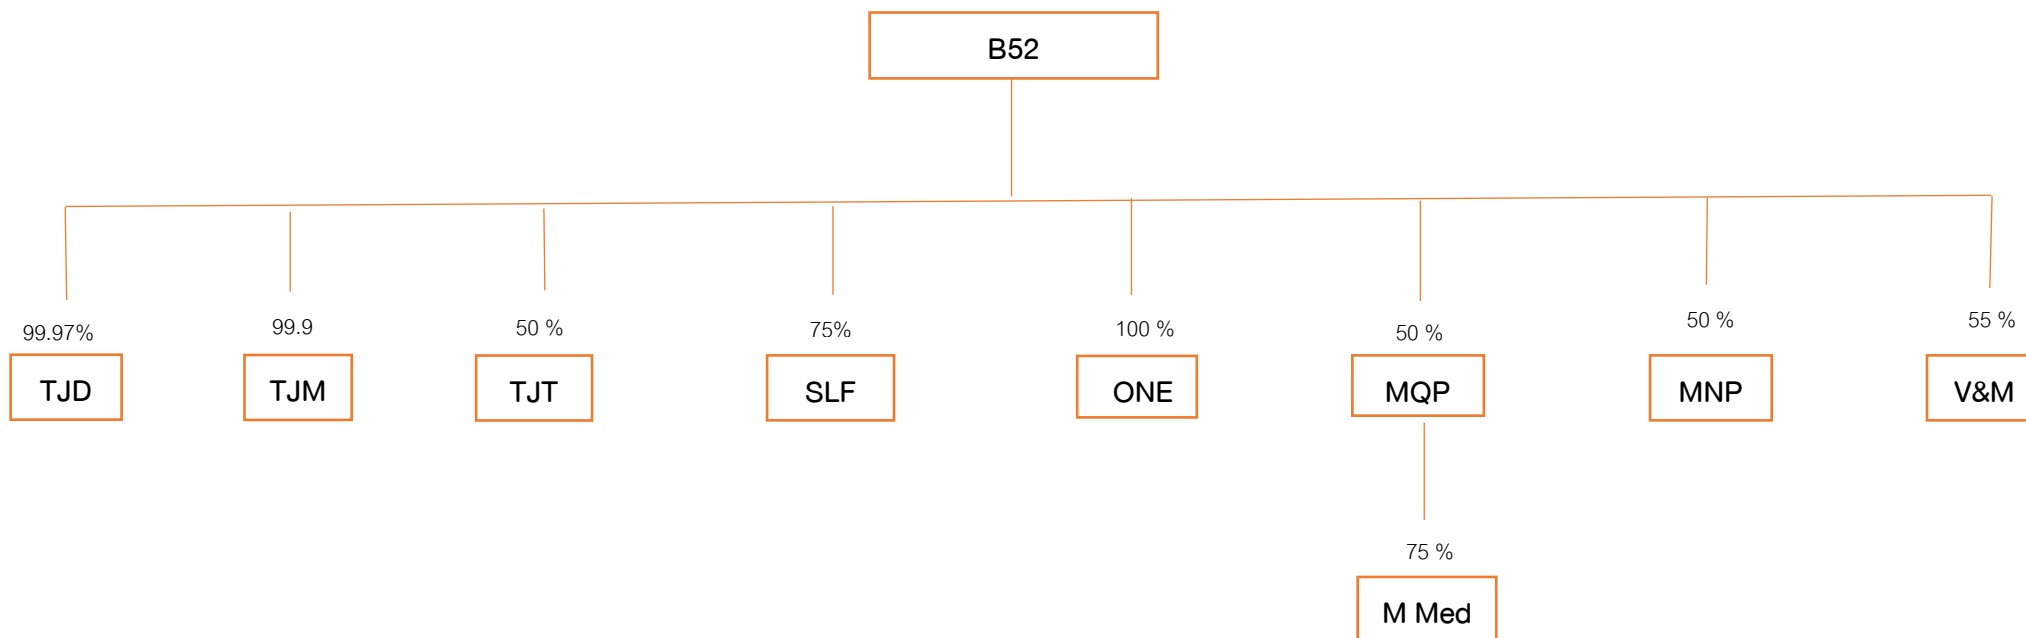 B52
99.97%
99.9
50 %
75%
100 %
50 %
50 %
55 %
TJD
TJM
TJT
SLF
ONE
MQP
MNP
V&M
75 %
M Med